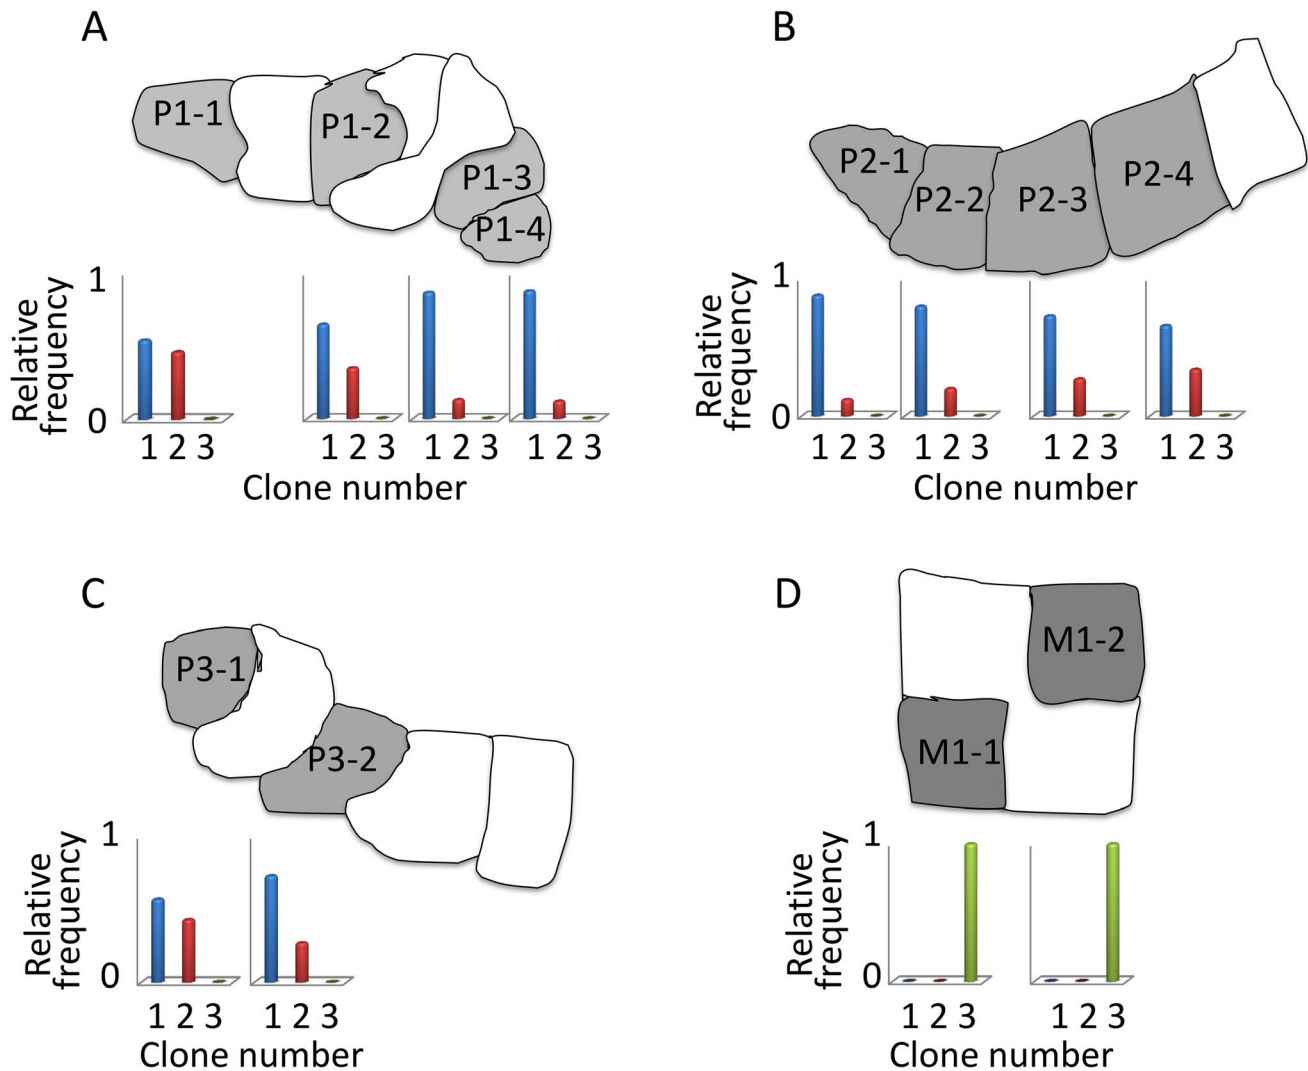 A
P1-1
P1-2
P1-3
P1-4
1
0
Relative
frequency
1 2 3
1 2 3
1 2 3
1 2 3
Clone number
B
P2-1
P2-2
P2-3
P2-4
1
0
Relative
frequency
1 2 3
1 2 3
1 2 3
1 2 3
Clone number
C
P3-1
P3-2
1
0
Relative
frequency
1 2 3
1 2 3
Clone number
D
M1-2
M1-1
1
0
Relative
frequency
1 2 3
1 2 3
Clone number